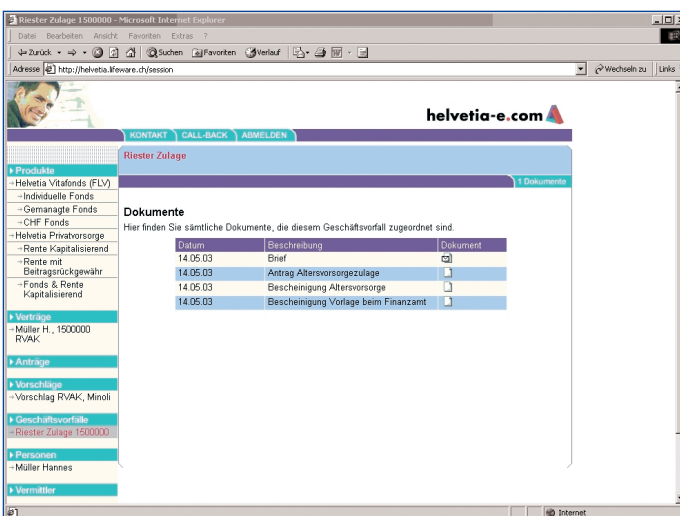 Riester Zulage 1500000 - Microsoft Internet Explorer
Datei Bearbeiten Ansicht Favoriten Extras ?
Zurück Suchen Favoriten Verlauf
Adresse http://helvetia.lifeware.ch/session Wechseln zu Links
helvetia-e.com
KONTAKT CALL-BACK ABMELDEN
Riester Zulage
1 Dokumente
Produkte
Helvetia Vitafonds (FLV)
Individuelle Fonds
Gemanagte Fonds
CHF Fonds
Helvetia Privatvorsorge
Rente Kapitalisierend
Rente mit
Beitragsrückgewähr
Fonds & Rente
Kapitalisierend
Verträge
Müller H., 1500000
RVAK
Anträge
Vorschläge
Vorschlag RVAK, Minoli
Geschäftsvorfälle
Riester Zulage 1500000
Personen
Müller Hannes
Vermittler
Dokumente
Hier finden Sie sämtliche Dokumente, die diesem Geschäftsvorfall zugeordnet sind.
Datum Beschreibung Dokument
14.05.03 Brief
14.05.03 Antrag Altersvorsorgezulage
14.05.03 Bescheinigung Altersvorsorge
14.05.03 Bescheinigung Vorlage beim Finanzamt
Internet